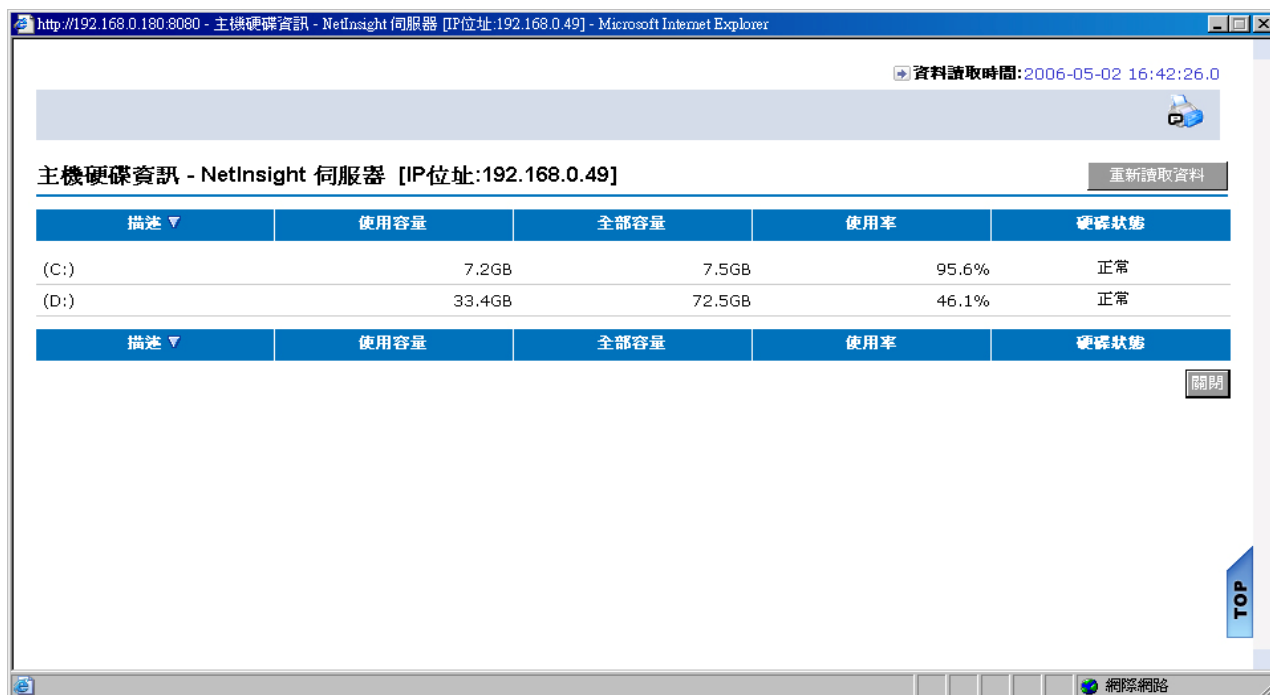 http://192.168.0.180:8080 - 主機硬碟資訊 - NetInsight 伺服器 [IP位址:192.168.0.49] - Microsoft Internet Explorer
資料讀取時間:2006-05-02 16:42:26.0
主機硬碟資訊 - NetInsight 伺服器 [IP位址:192.168.0.49]
重新讀取資料
描述 使用容量 全部容量 使用率 硬碟狀態
(C:) 7.2GB 7.5GB 95.6% 正常
(D:) 33.4GB 72.5GB 46.1% 正常
描述 使用容量 全部容量 使用率 硬碟狀態
關閉
TOP
網際網路